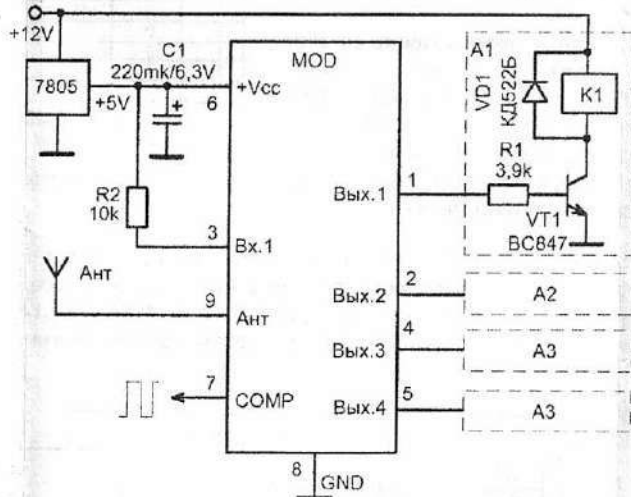 +12V
7805
+5V
C1
220mk/6,3V
6
+Vcc
MOD
A1
VD1
КД522Б
K1
R1
3,9k
VT1
BC847
R2
10k
3
Вх.1
Вых.1
1
Ант
9
Ант
Вых.2
2
A2
Вых.3
4
A3
7
COMP
Вых.4
5
A3
8
GND